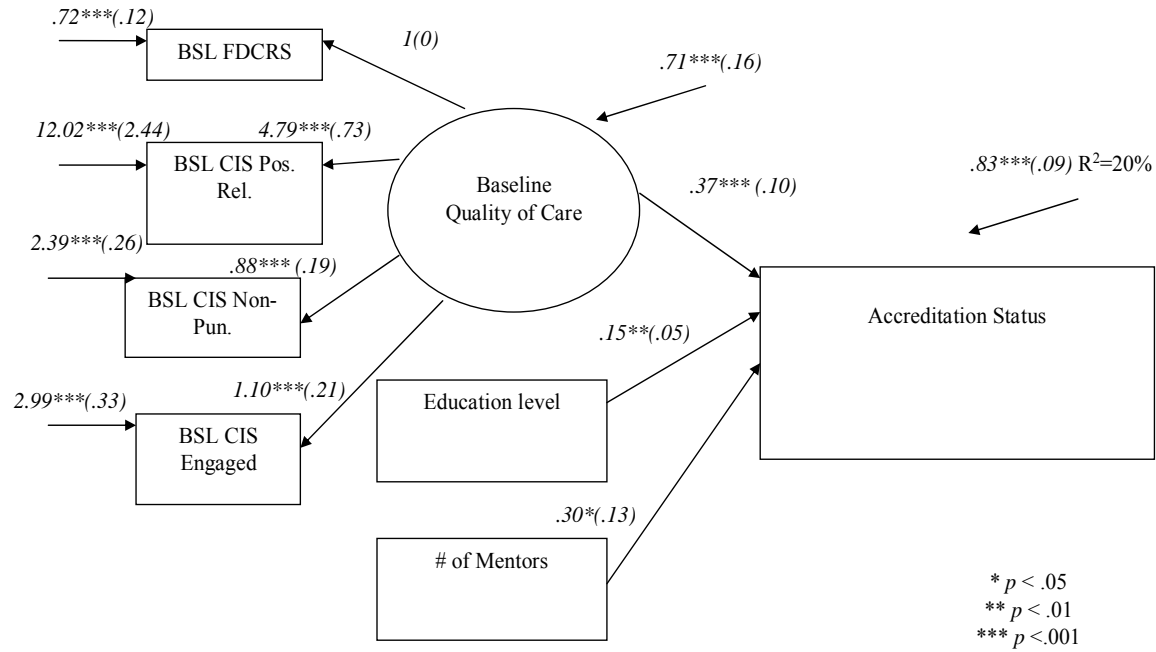 .72***(.12)
BSL FDCRS
1(0)
.71***(.16)
12.02***(2.44)
4.79***(.73)
BSL CIS Pos.
Rel.
Baseline
Quality of Care
.37*** (.10)
.83***(.09) R²=20%
2.39***(.26)
.88*** (.19)
BSL CIS Non-
Pun.
Accreditation Status
.15**(.05)
2.99***(.33)
1.10***(.21)
Education level
BSL CIS
Engaged
.30*(.13)
# of Mentors
* p < .05
** p < .01
*** p <.001